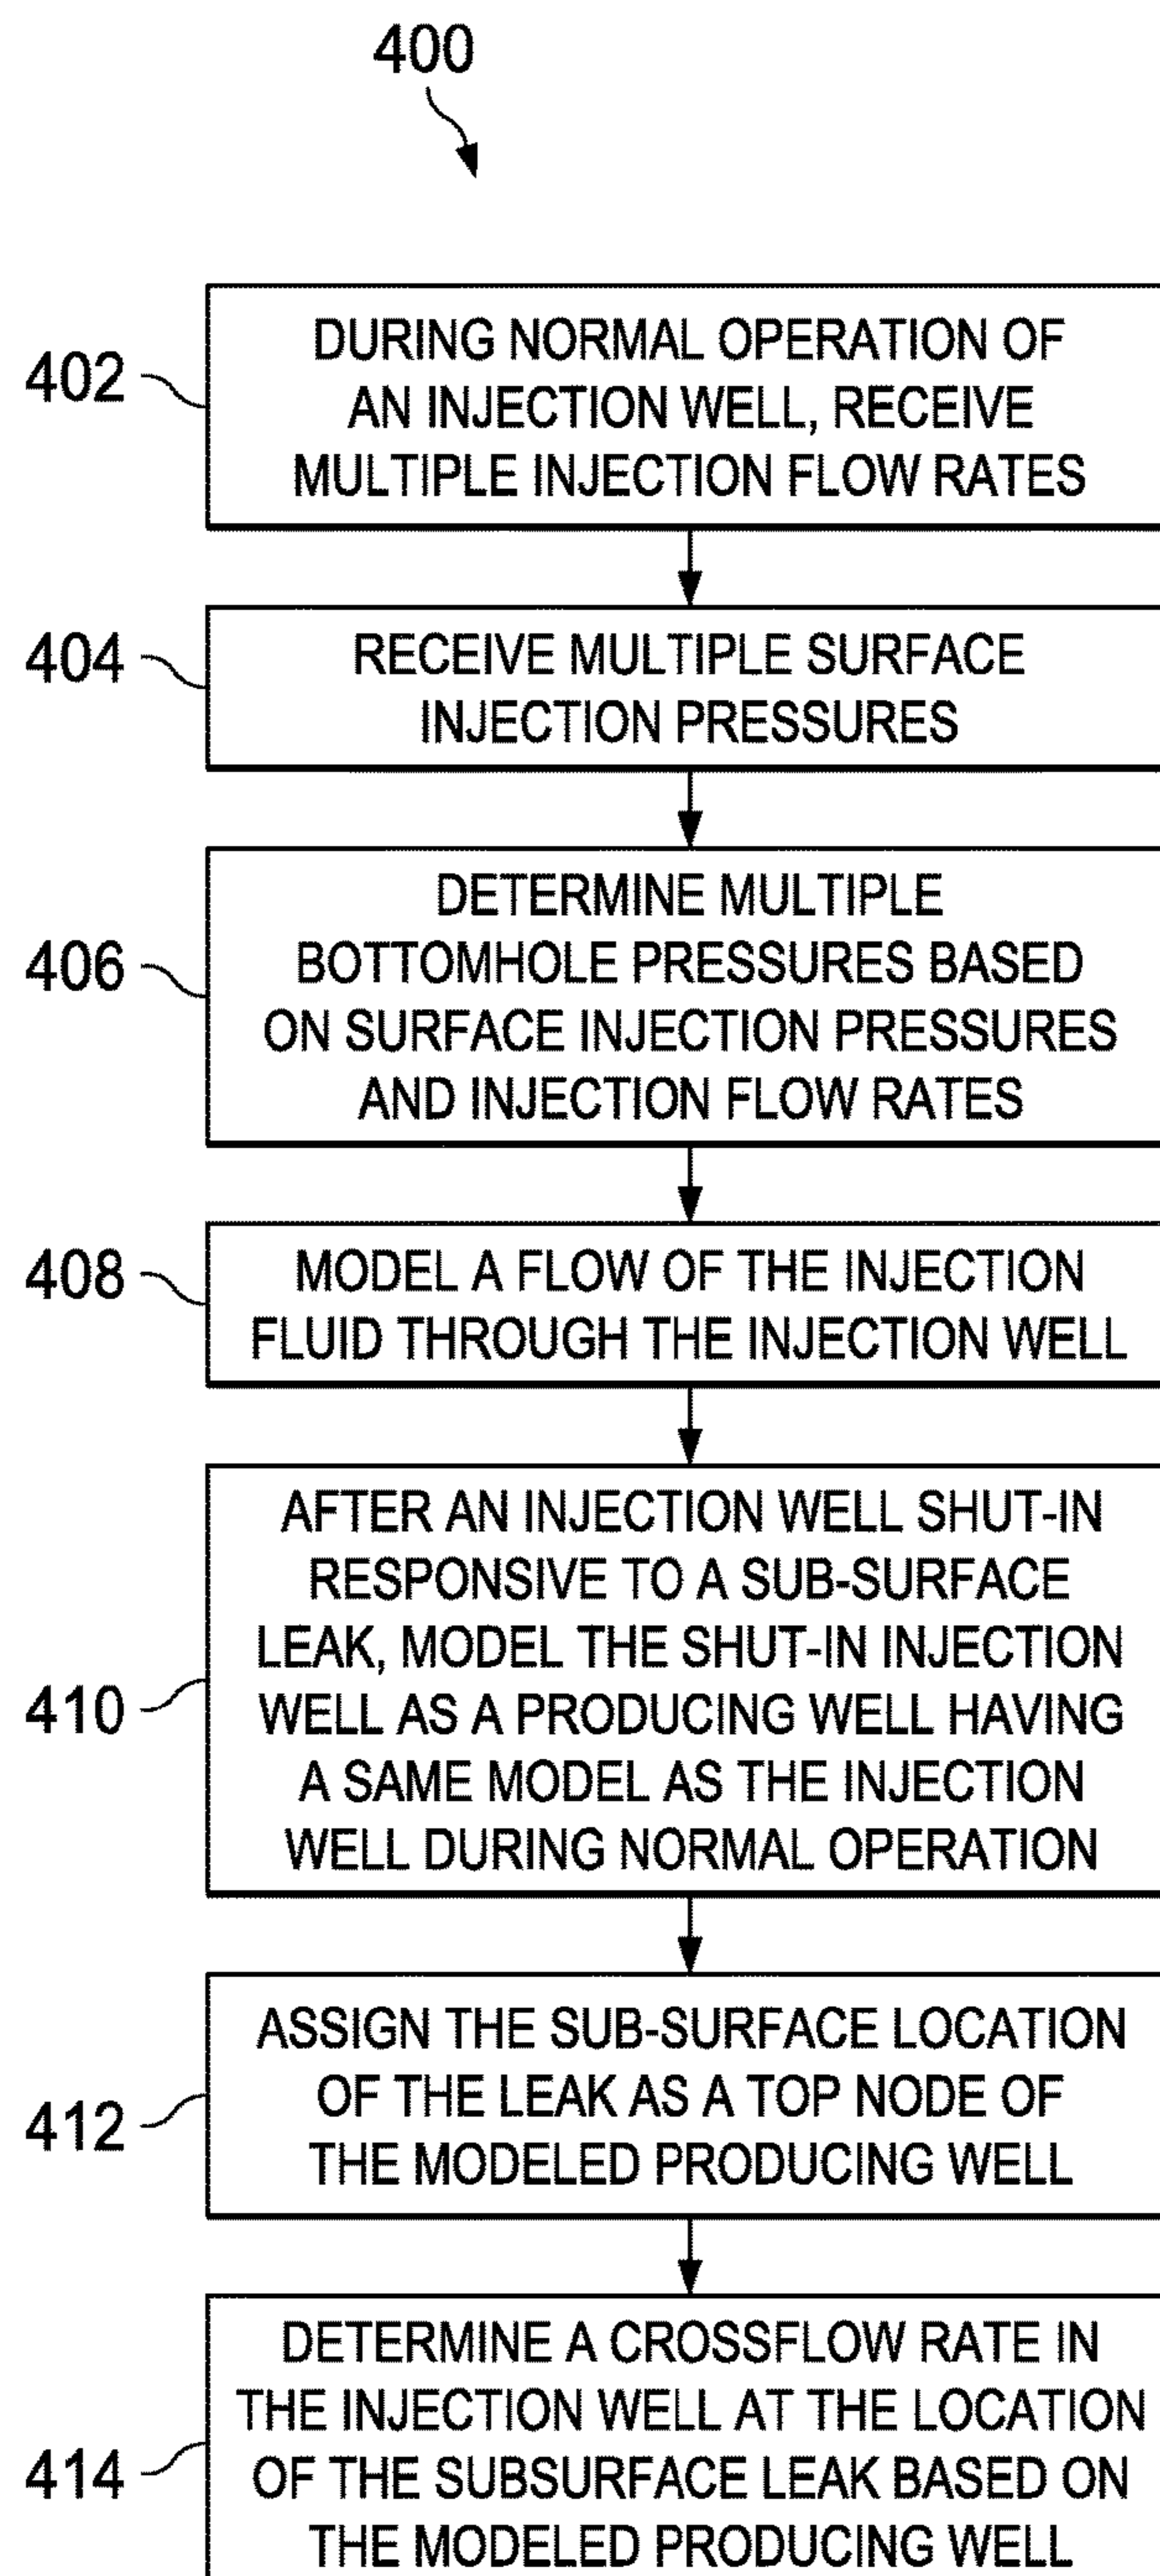 400
402
DURING NORMAL OPERATION OF
AN INJECTION WELL, RECEIVE
MULTIPLE INJECTION FLOW RATES
404
RECEIVE MULTIPLE SURFACE
INJECTION PRESSURES
406
DETERMINE MULTIPLE
BOTTOMHOLE PRESSURES BASED
ON SURFACE INJECTION PRESSURES
AND INJECTION FLOW RATES
408
MODEL A FLOW OF THE INJECTION
FLUID THROUGH THE INJECTION WELL
410
AFTER AN INJECTION WELL SHUT-IN
RESPONSIVE TO A SUB-SURFACE
LEAK, MODEL THE SHUT-IN INJECTION
WELL AS A PRODUCING WELL HAVING
A SAME MODEL AS THE INJECTION
WELL DURING NORMAL OPERATION
412
ASSIGN THE SUB-SURFACE LOCATION
OF THE LEAK AS A TOP NODE OF
THE MODELED PRODUCING WELL
414
DETERMINE A CROSSFLOW RATE IN
THE INJECTION WELL AT THE LOCATION
OF THE SUBSURFACE LEAK BASED ON
THE MODELED PRODUCING WELL